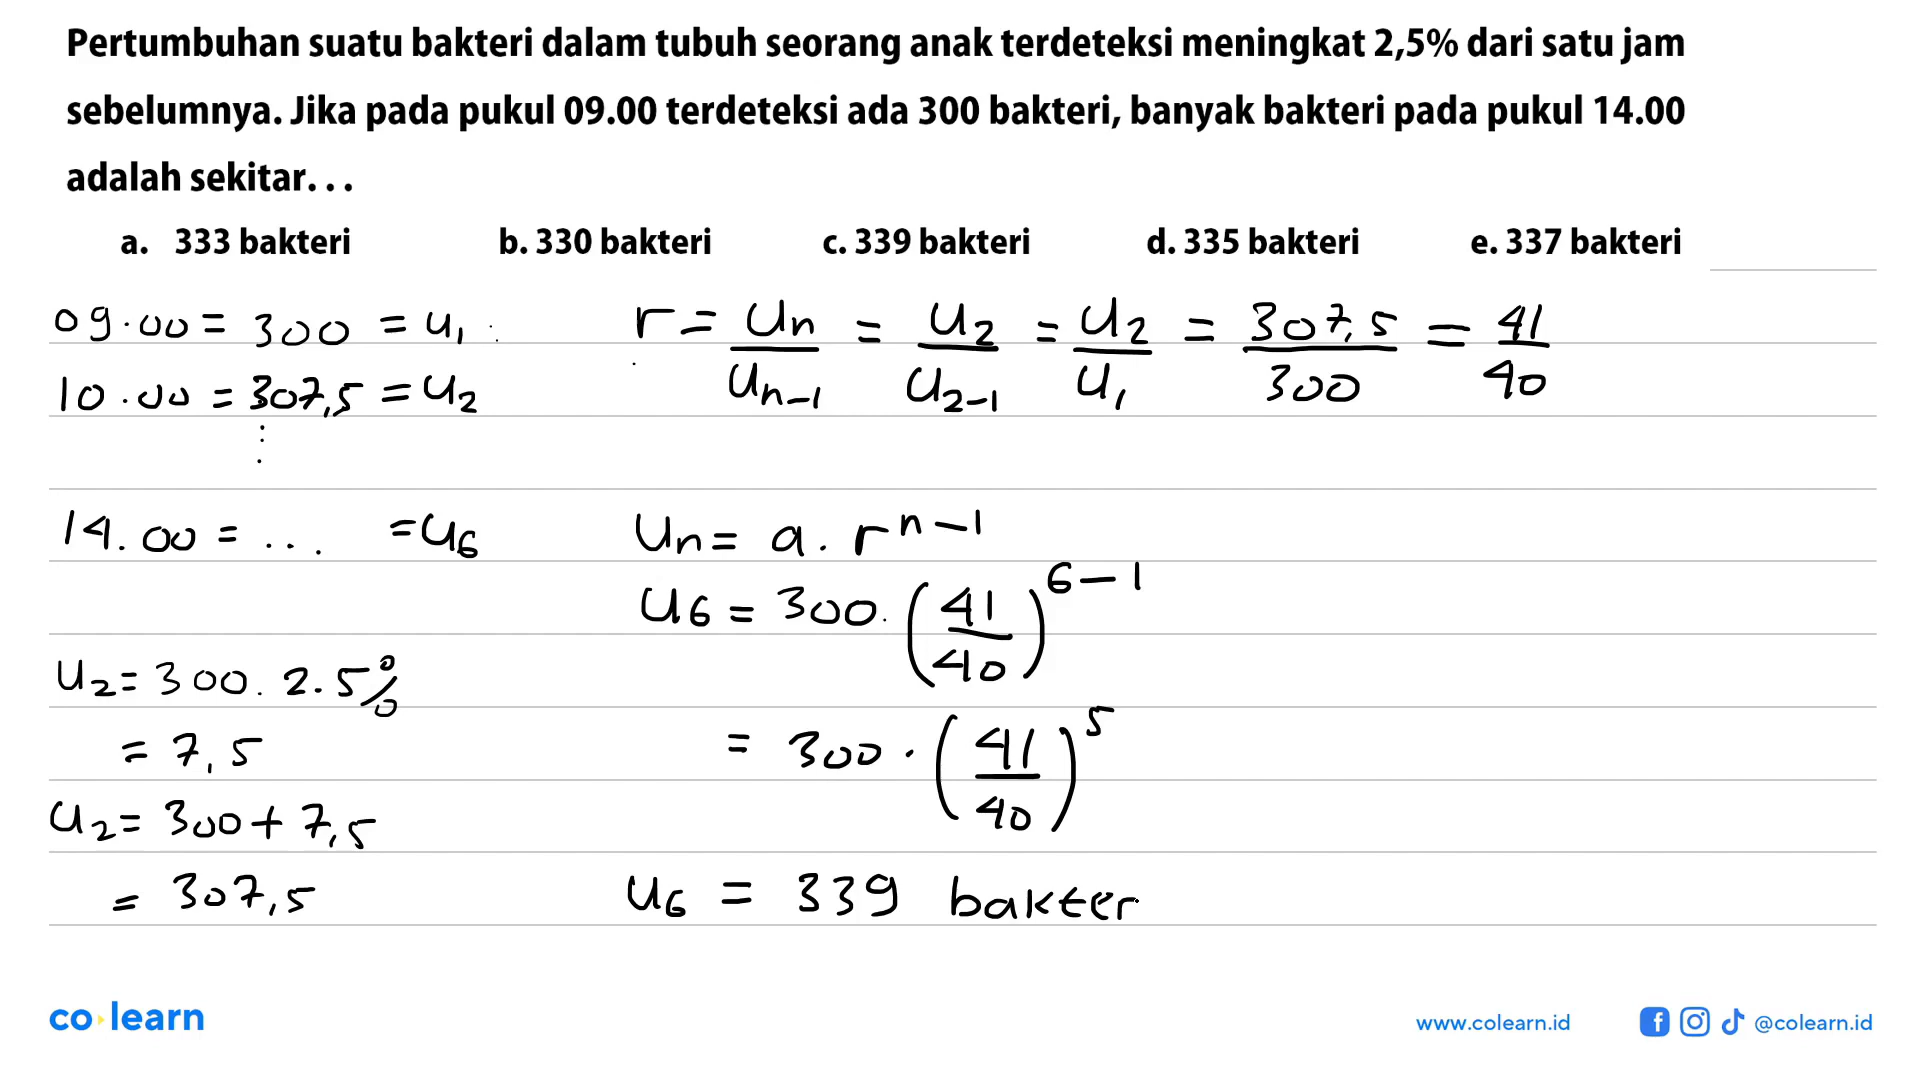 Pertumbuhan suatu bakteri dalam tubuh seorang anak terdeteksi meningkat 2,5% dari satu jam
sebelumnya. Jika pada pukul 09.00 terdeteksi ada 300 bakteri, banyak bakteri pada pukul 14.00
adalah sekitar. . .
a. 333 bakteri b. 330 bakteri c. 339 bakteri d. 335 bakteri e. 337 bakteri
09.00 = 300 = U₁
10.00 = 307,5 = U₂
⋮
14.00 = ... = U₆
U₂ = 300 . 2.5%
= 7,5
U₂ = 300 + 7,5
= 307,5
r = Un/Un-1 = U₂/U₂₋₁ = U₂/U₁ = 307,5/300 = 41/40
Un = a . r^(n-1)
U₆ = 300 . (41/40)^(6-1)
= 300 . (41/40)^5
U₆ = 339 bakter
co learn
www.colearn.id @colearn.id